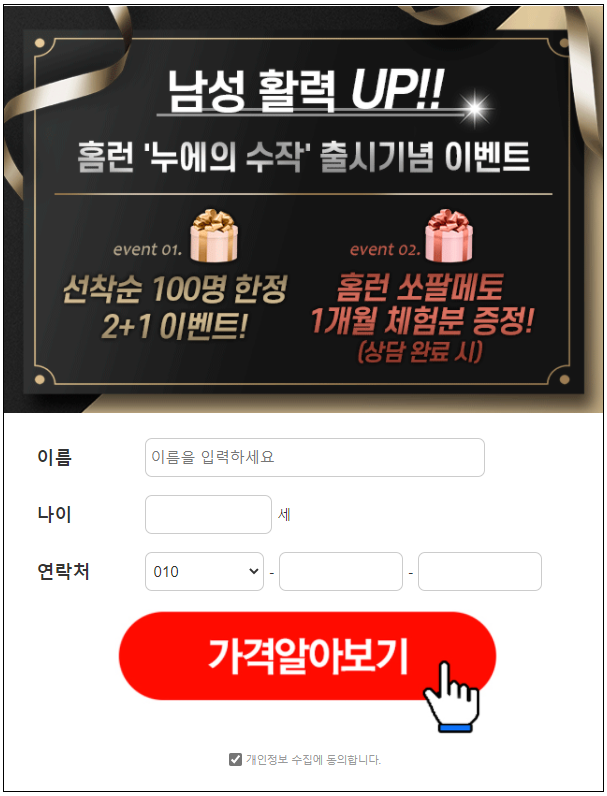 남성 활력 UP!!
홈런 '누에의 수작' 출시기념 이벤트
event 01.
선착순 100명 한정
2+1 이벤트!
event 02.
홈런 쏘팔메토
1개월 체험분 증정!
(상담 완료 시)
이름 이름을 입력하세요
나이 세
연락처 010 - -
가격알아보기
개인정보 수집에 동의합니다.